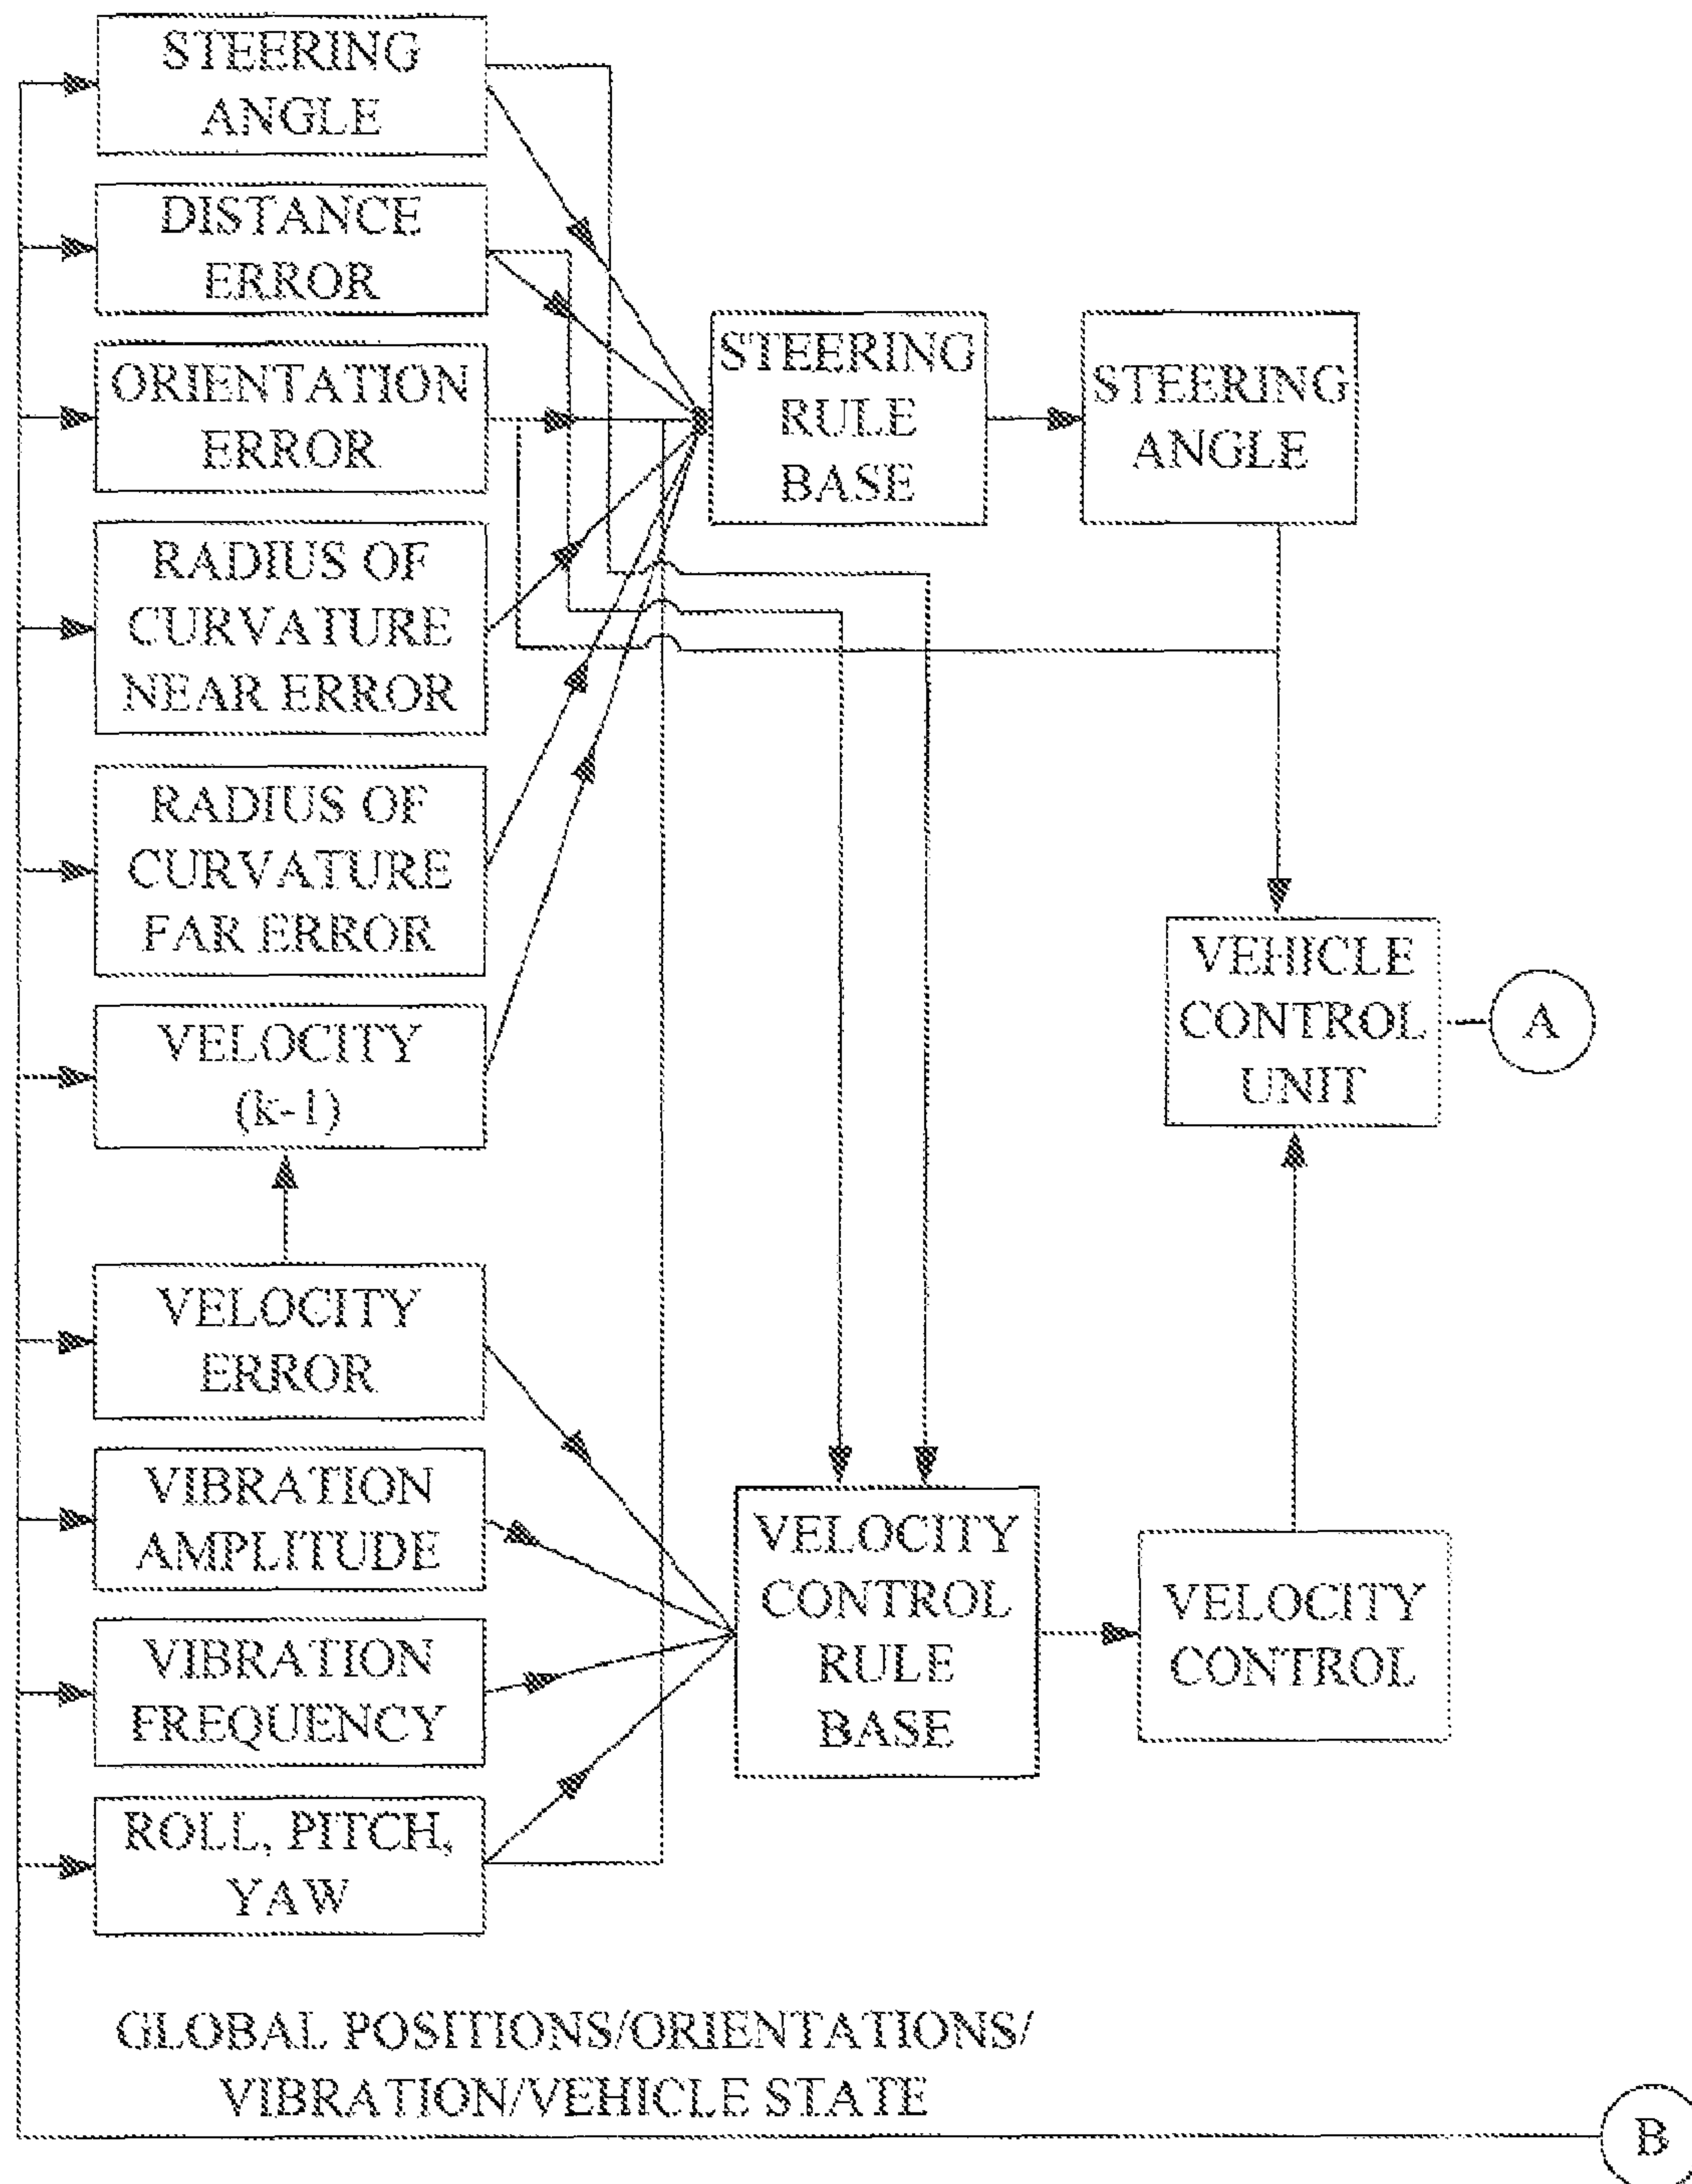 STEERING
ANGLE
DISTANCE
ERROR
ORIENTATION
ERROR
RADIUS OF
CURVATURE
NEAR ERROR
RADIUS OF
CURVATURE
FAR ERROR
VELOCITY
(k-1)
VELOCITY
ERROR
VIBRATION
AMPLITUDE
VIBRATION
FREQUENCY
ROLL, PITCH,
YAW
STEERING
RULE
BASE
STEERING
ANGLE
VEHICLE
CONTROL
UNIT
A
VELOCITY
CONTROL
RULE
BASE
VELOCITY
CONTROL
GLOBAL POSITIONS/ORIENTATIONS/
VIBRATION/VEHICLE STATE
B